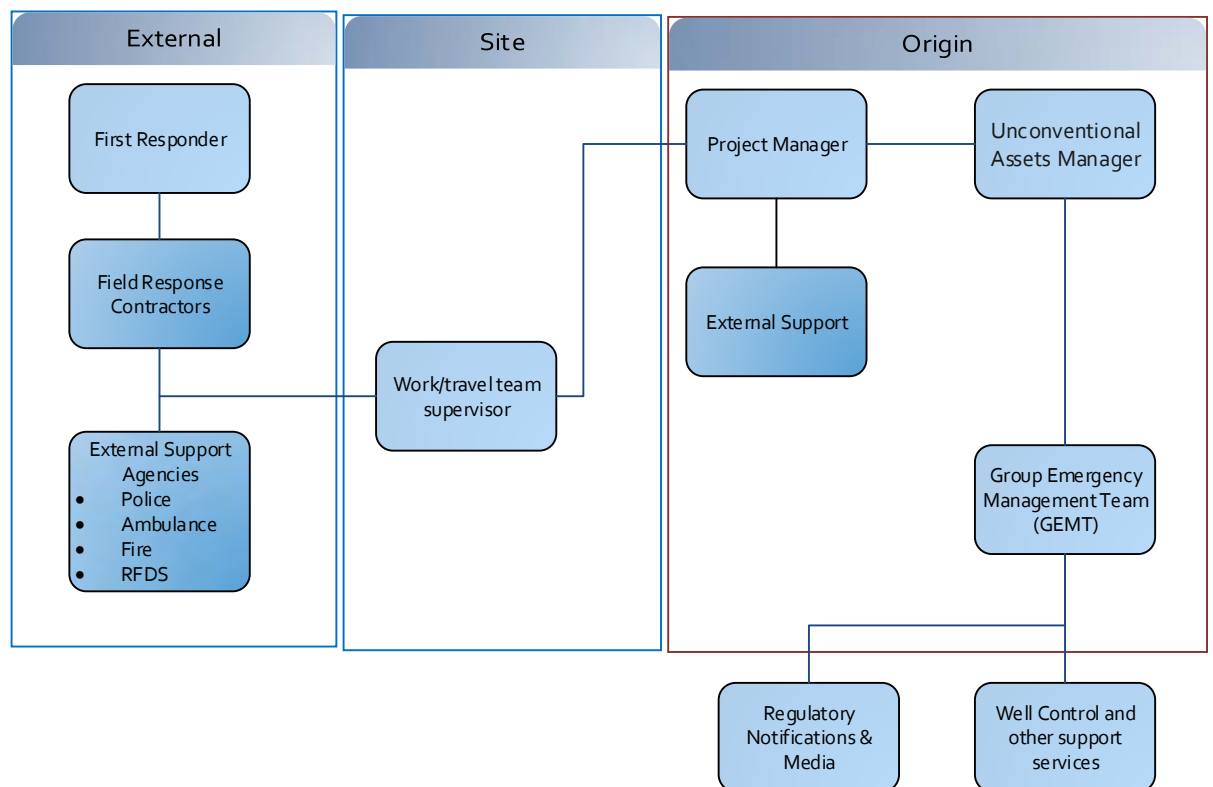 External
First Responder
Field Response
Contractors
External Support
Agencies
• Police
• Ambulance
• Fire
• RFDS
Site
Work/travel team
supervisor
Origin
Project Manager
Unconventional
Assets Manager
External Support
Group Emergency
Management Team
(GEMT)
Regulatory
Notifications &
Media
Well Control and
other support
services